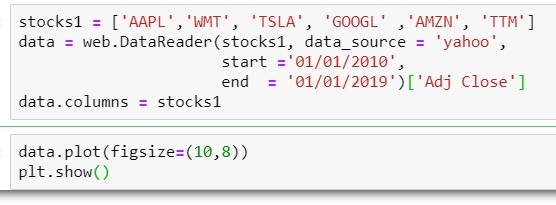 stocks1 = ['AAPL','WMT', 'TSLA', 'GOOGL' ,'AMZN', 'TTM']
data = web.DataReader(stocks1, data_source = 'yahoo',
start ='01/01/2010',
end = '01/01/2019')['Adj Close']
data.columns = stocks1
data.plot(figsize=(10,8))
plt.show()